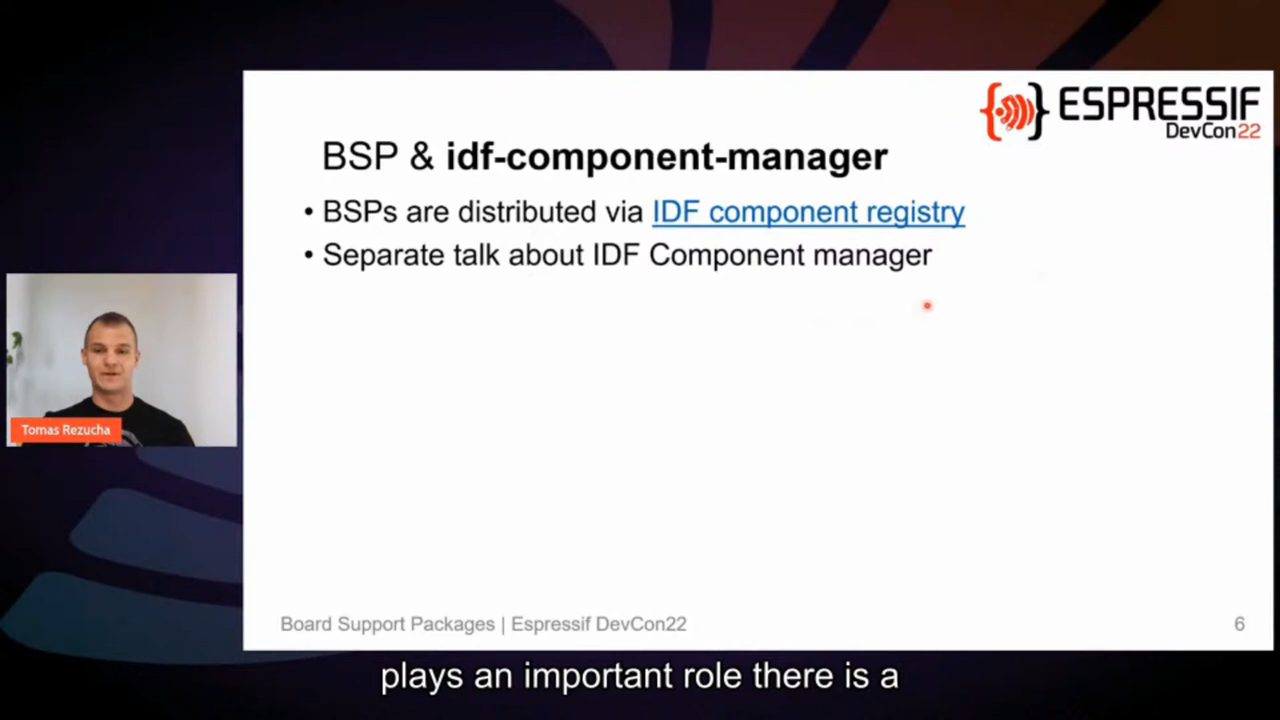 ESPRESSIF
DevCon22
BSP & idf-component-manager
• BSPs are distributed via IDF component registry
• Separate talk about IDF Component manager
Tomas Rezucha
Board Support Packages | Espressif DevCon22
6
plays an important role there is a